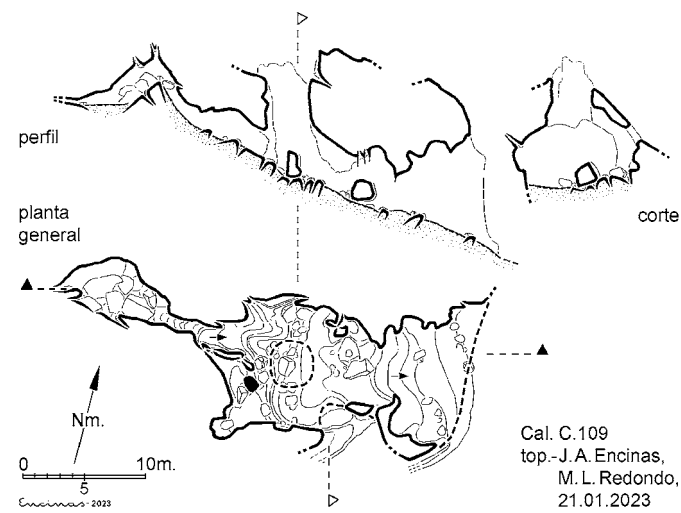 perfil
planta
general
corte
Nm.
0 10m.
5
Encinas-2023
Cal. C.109
top.-J.A.Encinas,
M.L.Redondo,
21.01.2023